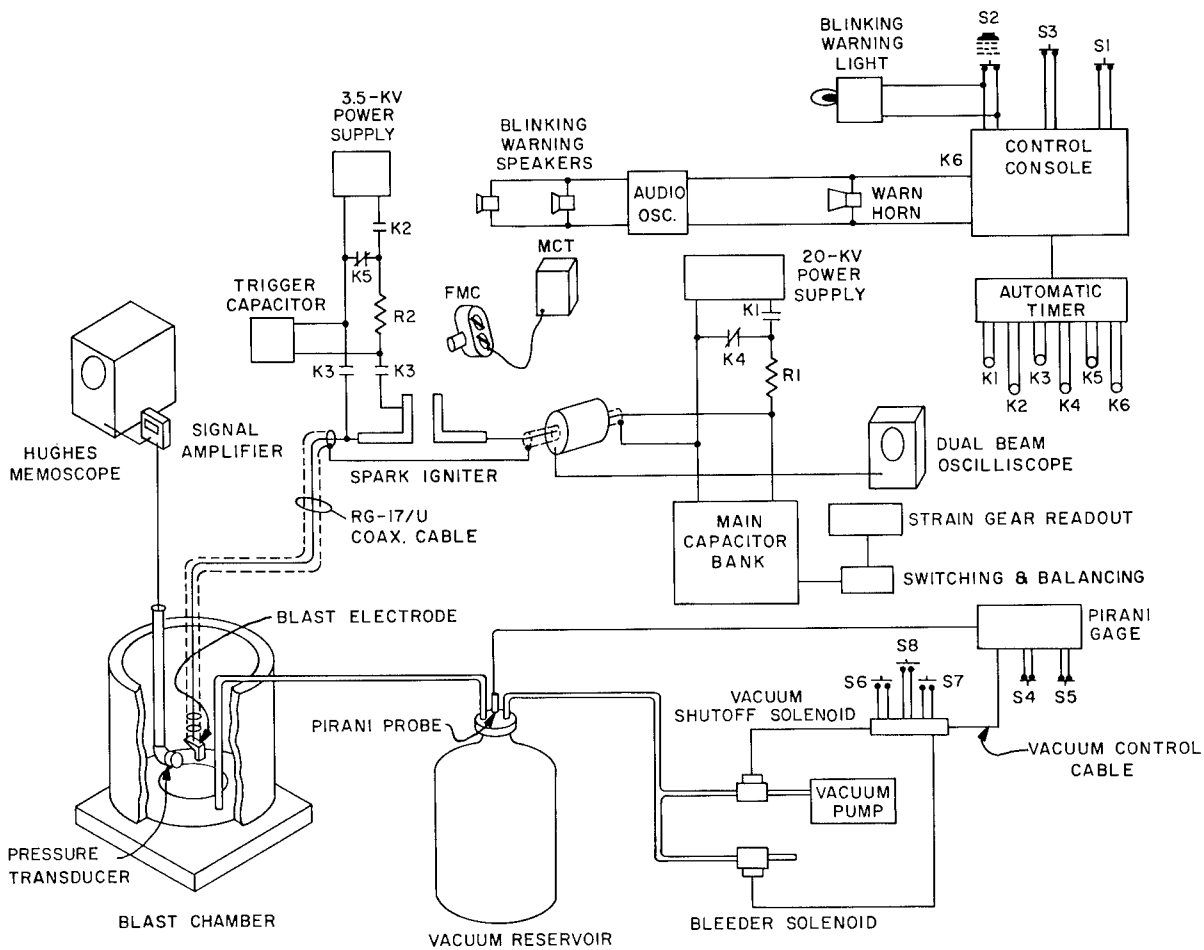 BLINKING
WARNING
LIGHT
S2
S3
S1
3.5-KV
POWER
SUPPLY
BLINKING
WARNING
SPEAKERS
K6
CONTROL
CONSOLE
AUDIO
OSC.
WARN
HORN
K2
K5
MCT
20-KV
POWER
SUPPLY
TRIGGER
CAPACITOR
FMC
R2
K1
AUTOMATIC
TIMER
K4
K3
K3
R1
K1
K3
K5
K2
K4
K6
SIGNAL
AMPLIFIER
HUGHES
MEMOSCOPE
SPARK IGNITER
DUAL BEAM
OSCILLISCOPE
RG-17/U
COAX. CABLE
MAIN
CAPACITOR
BANK
STRAIN GEAR READOUT
SWITCHING & BALANCING
BLAST ELECTRODE
PIRANI
GAGE
S8
S6
S7
S4
S5
VACUUM
SHUTOFF SOLENOID
PIRANI PROBE
VACUUM CONTROL
CABLE
VACUUM
PUMP
PRESSURE
TRANSDUCER
BLAST CHAMBER
VACUUM RESERVOIR
BLEEDER SOLENOID